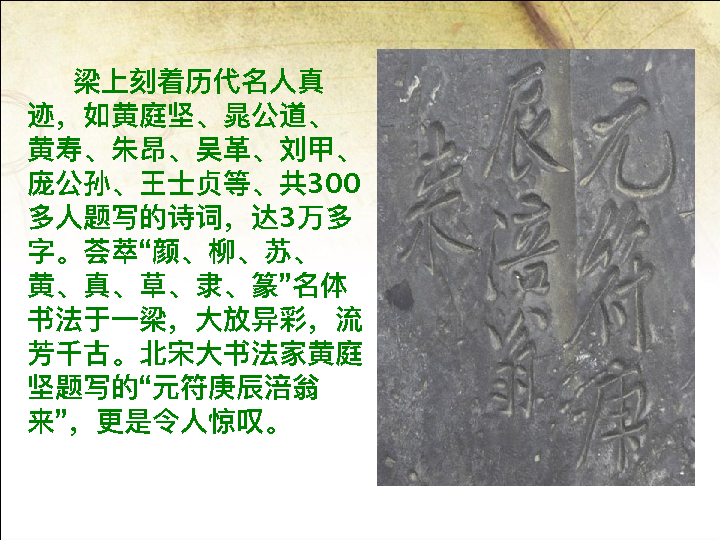 梁上刻着历代名人真
迹，如黄庭坚、晁公道、
黄寿、朱昂、吴革、刘甲、
庞公孙、王士贞等、共300
多人题写的诗词，达3万多
字。荟萃“颜、柳、苏、
黄、真、草、隶、篆”名体
书法于一梁，大放异彩，流
芳千古。北宋大书法家黄庭
坚题写的“元符庚辰涪翁
来”，更是令人惊叹。
元符庚
辰涪翁
来